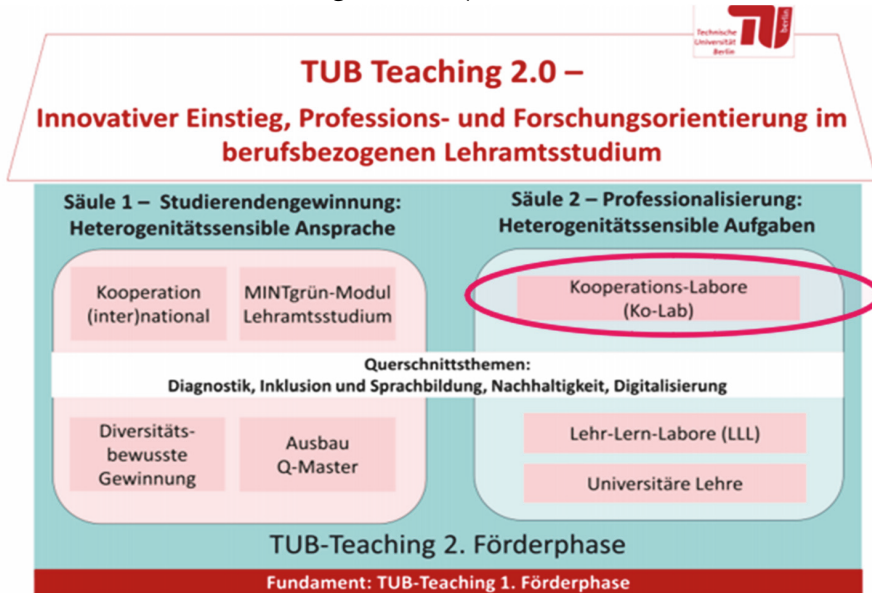 Technische
Universität
Berlin
berlin
TUB Teaching 2.0 –
Innovativer Einstieg, Professions- und Forschungsorientierung im
berufsbezogenen Lehramtsstudium
Säule 1 – Studierendengewinnung:
Heterogenitätssensible Ansprache
Säule 2 – Professionalisierung:
Heterogenitätssensible Aufgaben
Kooperation
(inter)national
MINTgrün-Modul
Lehramtsstudium
Kooperations-Labore
(Ko-Lab)
Querschnittsthemen:
Diagnostik, Inklusion und Sprachbildung, Nachhaltigkeit, Digitalisierung
Diversitäts-
bewusste
Gewinnung
Ausbau
Q-Master
Lehr-Lern-Labore (LLL)
Universitäre Lehre
TUB-Teaching 2. Förderphase
Fundament: TUB-Teaching 1. Förderphase